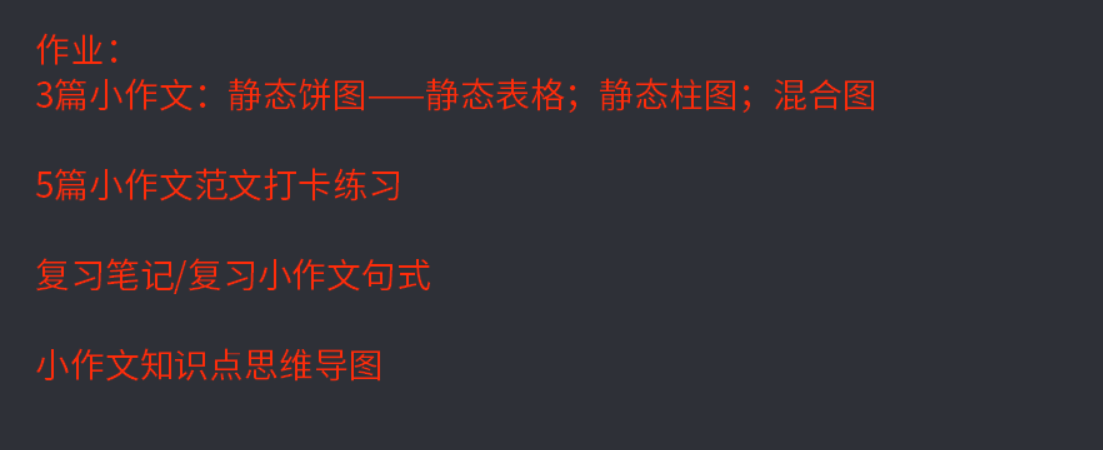 作业：
3篇小作文：静态饼图——静态表格；静态柱图；混合图
5篇小作文范文打卡练习
复习笔记/复习小作文句式
小作文知识点思维导图